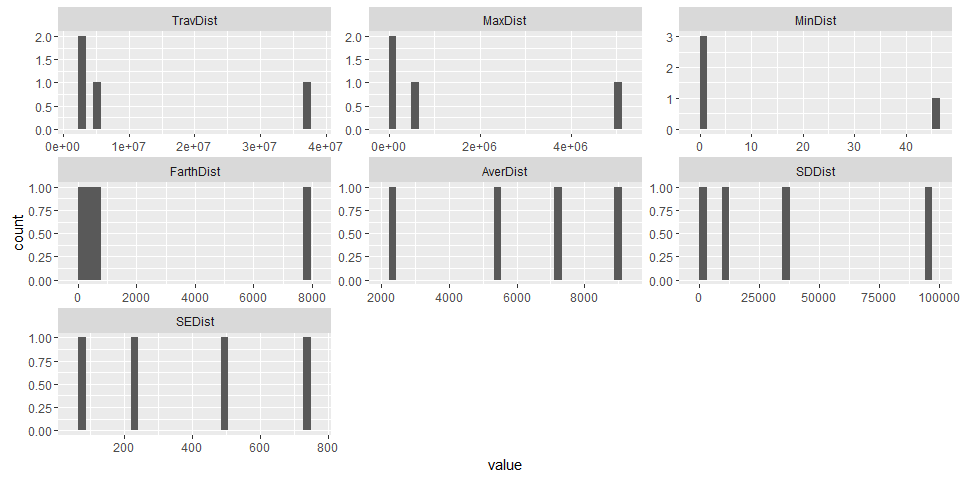 TravDist MaxDist MinDist
2.0 2.0 3
1.5 1.5
1.0 1.0 2
0.5 0.5 1
0.0 0.0 0
0e+00 1e+07 2e+07 3e+07 4e+07 0e+00 2e+06 4e+06 0 10 20 30 40
FarthDist AverDist SDDist
1.00 1.00 1.00
0.75 0.75 0.75
0.50 0.50 0.50
0.25 0.25 0.25
0.00 0.00 0.00
0 2000 4000 6000 8000 2000 4000 6000 8000 0 25000 50000 75000 100000
count
SEDist
1.00
0.75
0.50
0.25
0.00
200 400 600 800
value